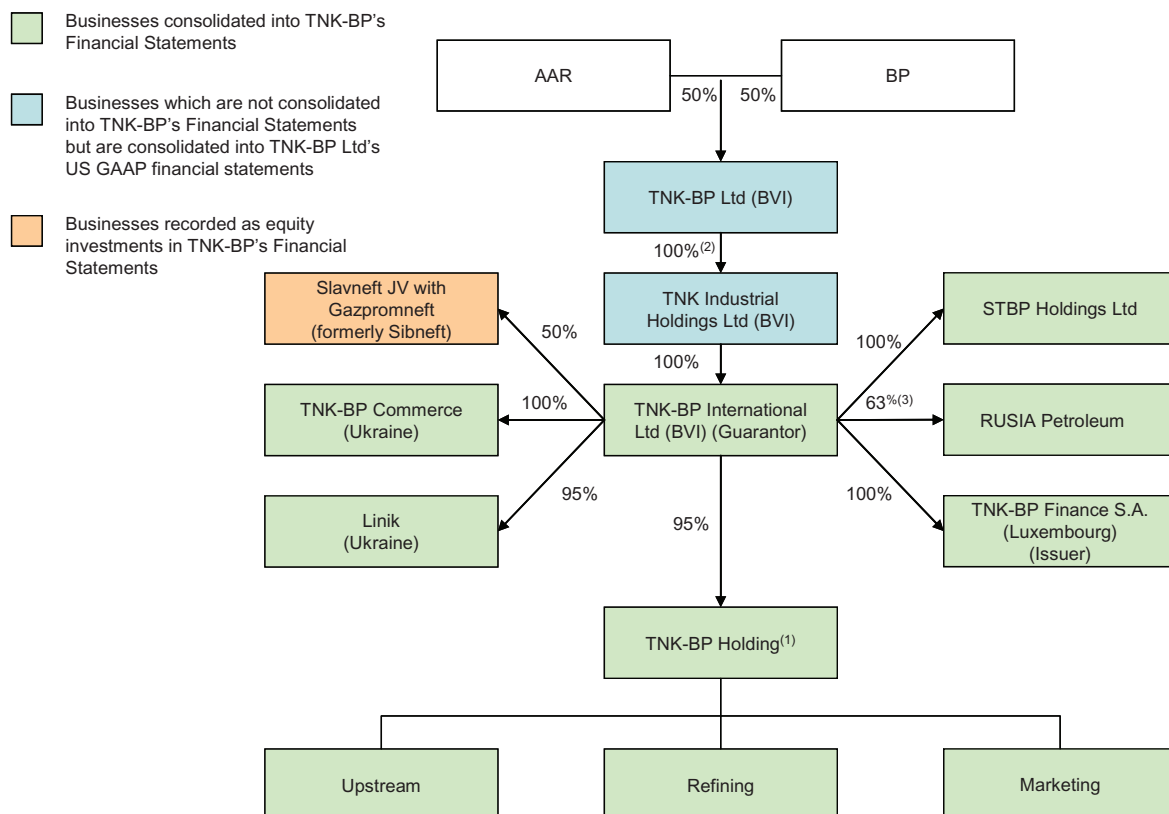 Businesses consolidated into TNK-BP's
Financial Statements
Businesses which are not consolidated
into TNK-BP's Financial Statements
but are consolidated into TNK-BP Ltd's
US GAAP financial statements
Businesses recorded as equity
investments in TNK-BP's Financial
Statements
AAR
BP
50%
50%
TNK-BP Ltd (BVI)
100%(2)
Slavneft JV with
Gazpromneft
(formerly Sibneft)
TNK Industrial
Holdings Ltd (BVI)
STBP Holdings Ltd
50%
100%
100%
TNK-BP Commerce
(Ukraine)
100%
TNK-BP International
Ltd (BVI) (Guarantor)
63%(3)
RUSIA Petroleum
95%
95%
100%
Linik
(Ukraine)
TNK-BP Finance S.A.
(Luxembourg)
(Issuer)
TNK-BP Holding(1)
Upstream
Refining
Marketing